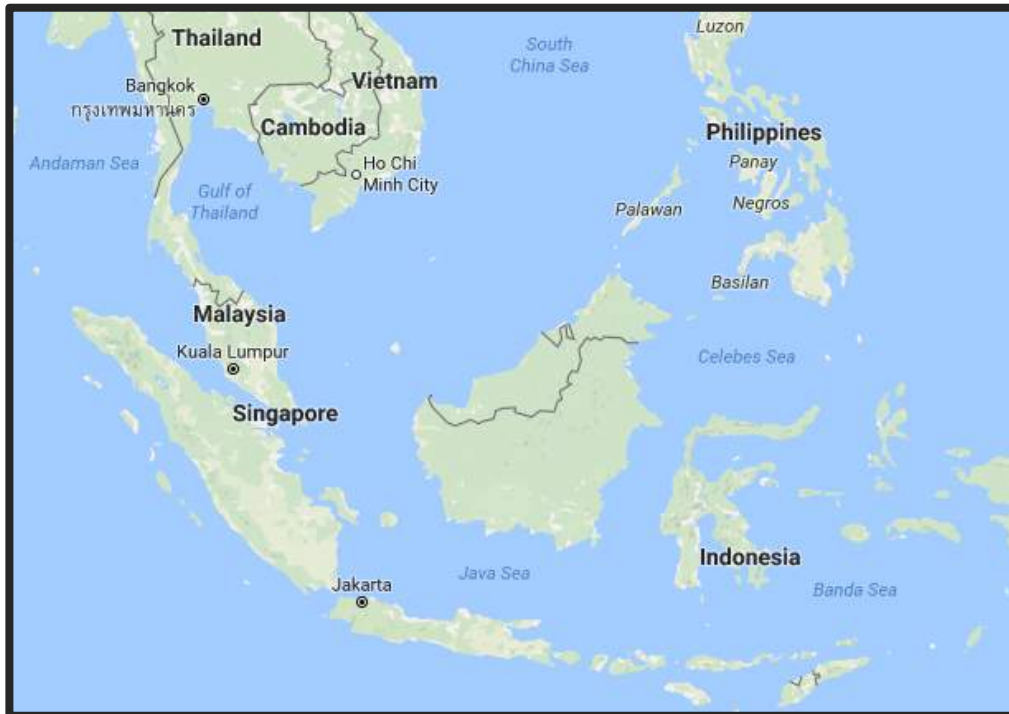 Luzon
Thailand
South
China Sea
Vietnam
Bangkok
กรุงเทพมหานคร
Cambodia
Philippines
Andaman Sea
Ho Chi
Minh City
Panay
Gulf of
Thailand
Palawan
Negros
Basilan
Malaysia
Kuala Lumpur
Celebes Sea
Singapore
Indonesia
Java Sea
Jakarta
Banda Sea